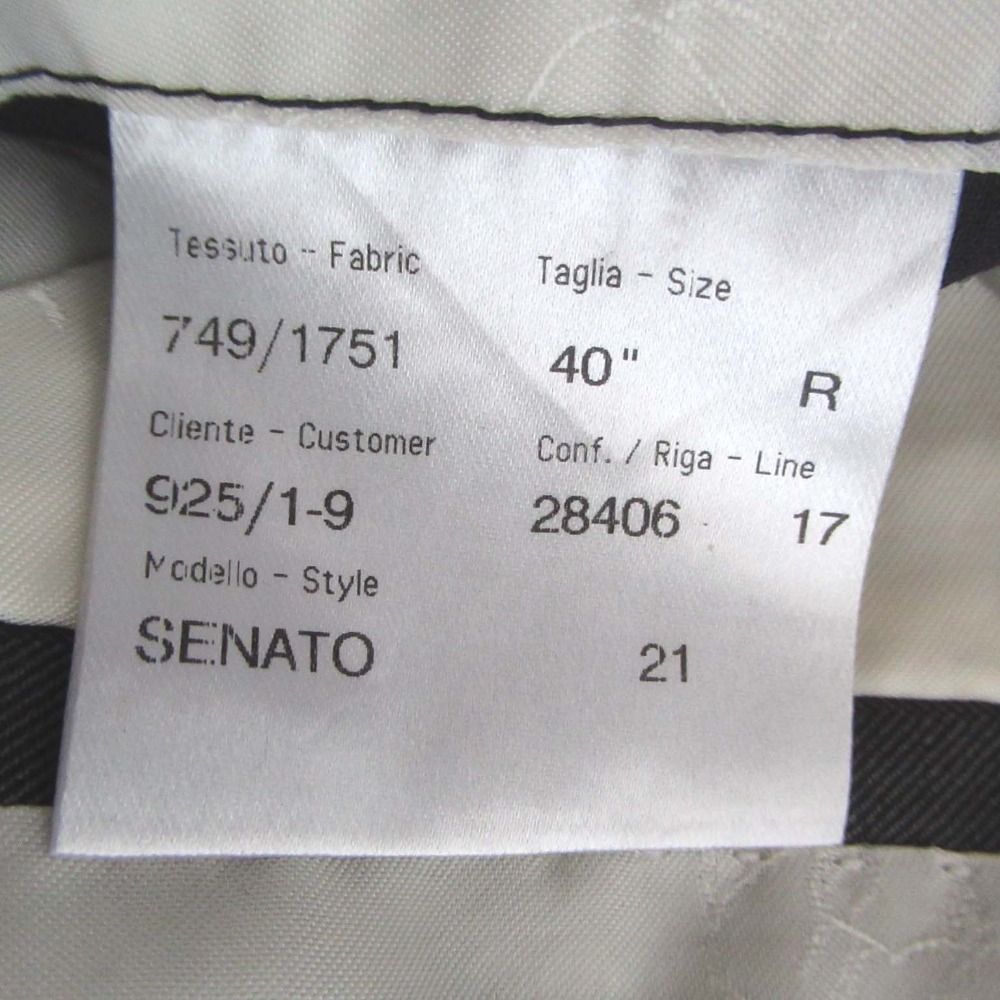 Tessuto - Fabric Taglia - Size
749/1751 40" R
Cliente - Customer Conf. / Riga - Line
925/1-9 28406 17
Modello - Style
SENATO 21